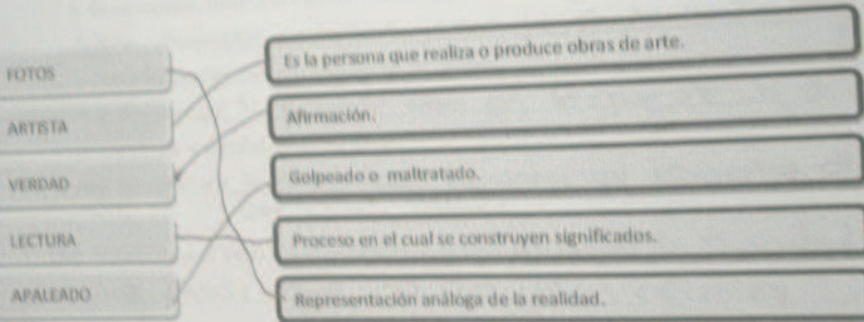 FOTOS
Es la persona que realiza o produce obras de arte.
ARTISTA
Afirmación.
VERDAD
Golpeado o maltratado.
LECTURA
Proceso en el cual se construyen significados.
APALEADO
Representación análoga de la realidad.